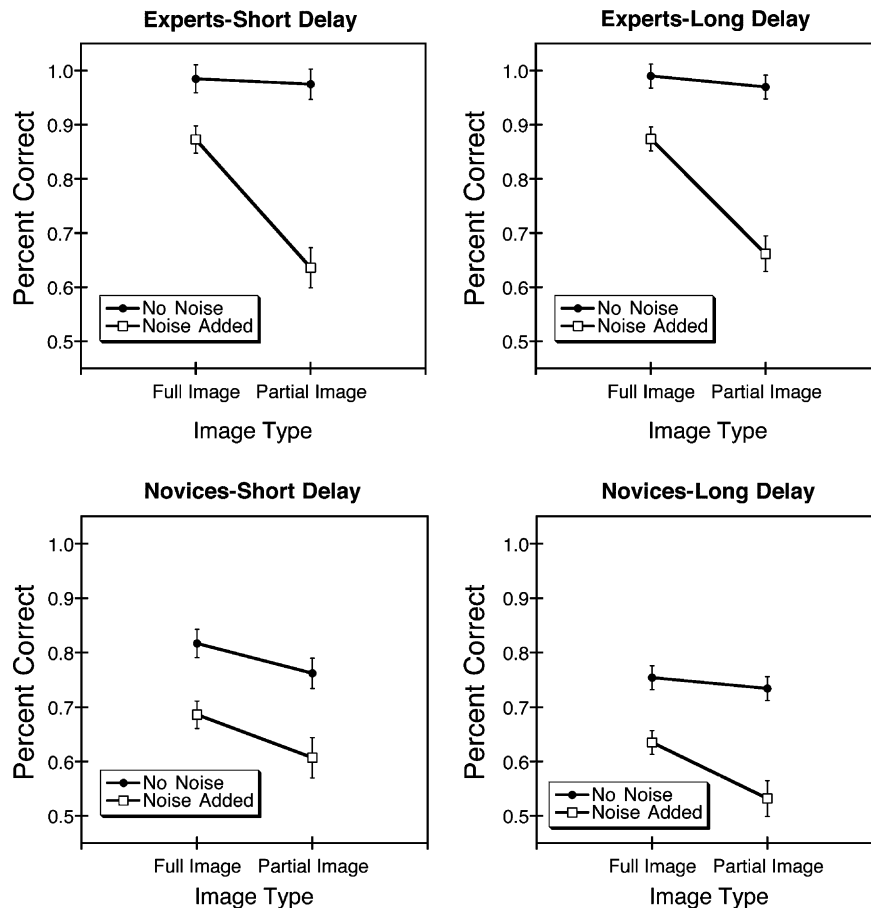 Experts-Short Delay
Percent Correct
1.0
0.9
0.8
0.7
0.6
0.5
No Noise
Noise Added
Full Image Partial Image
Image Type
Experts-Long Delay
Percent Correct
1.0
0.9
0.8
0.7
0.6
0.5
No Noise
Noise Added
Full Image Partial Image
Image Type
Novices-Short Delay
Percent Correct
1.0
0.9
0.8
0.7
0.6
0.5
No Noise
Noise Added
Full Image Partial Image
Image Type
Novices-Long Delay
Percent Correct
1.0
0.9
0.8
0.7
0.6
0.5
No Noise
Noise Added
Full Image Partial Image
Image Type